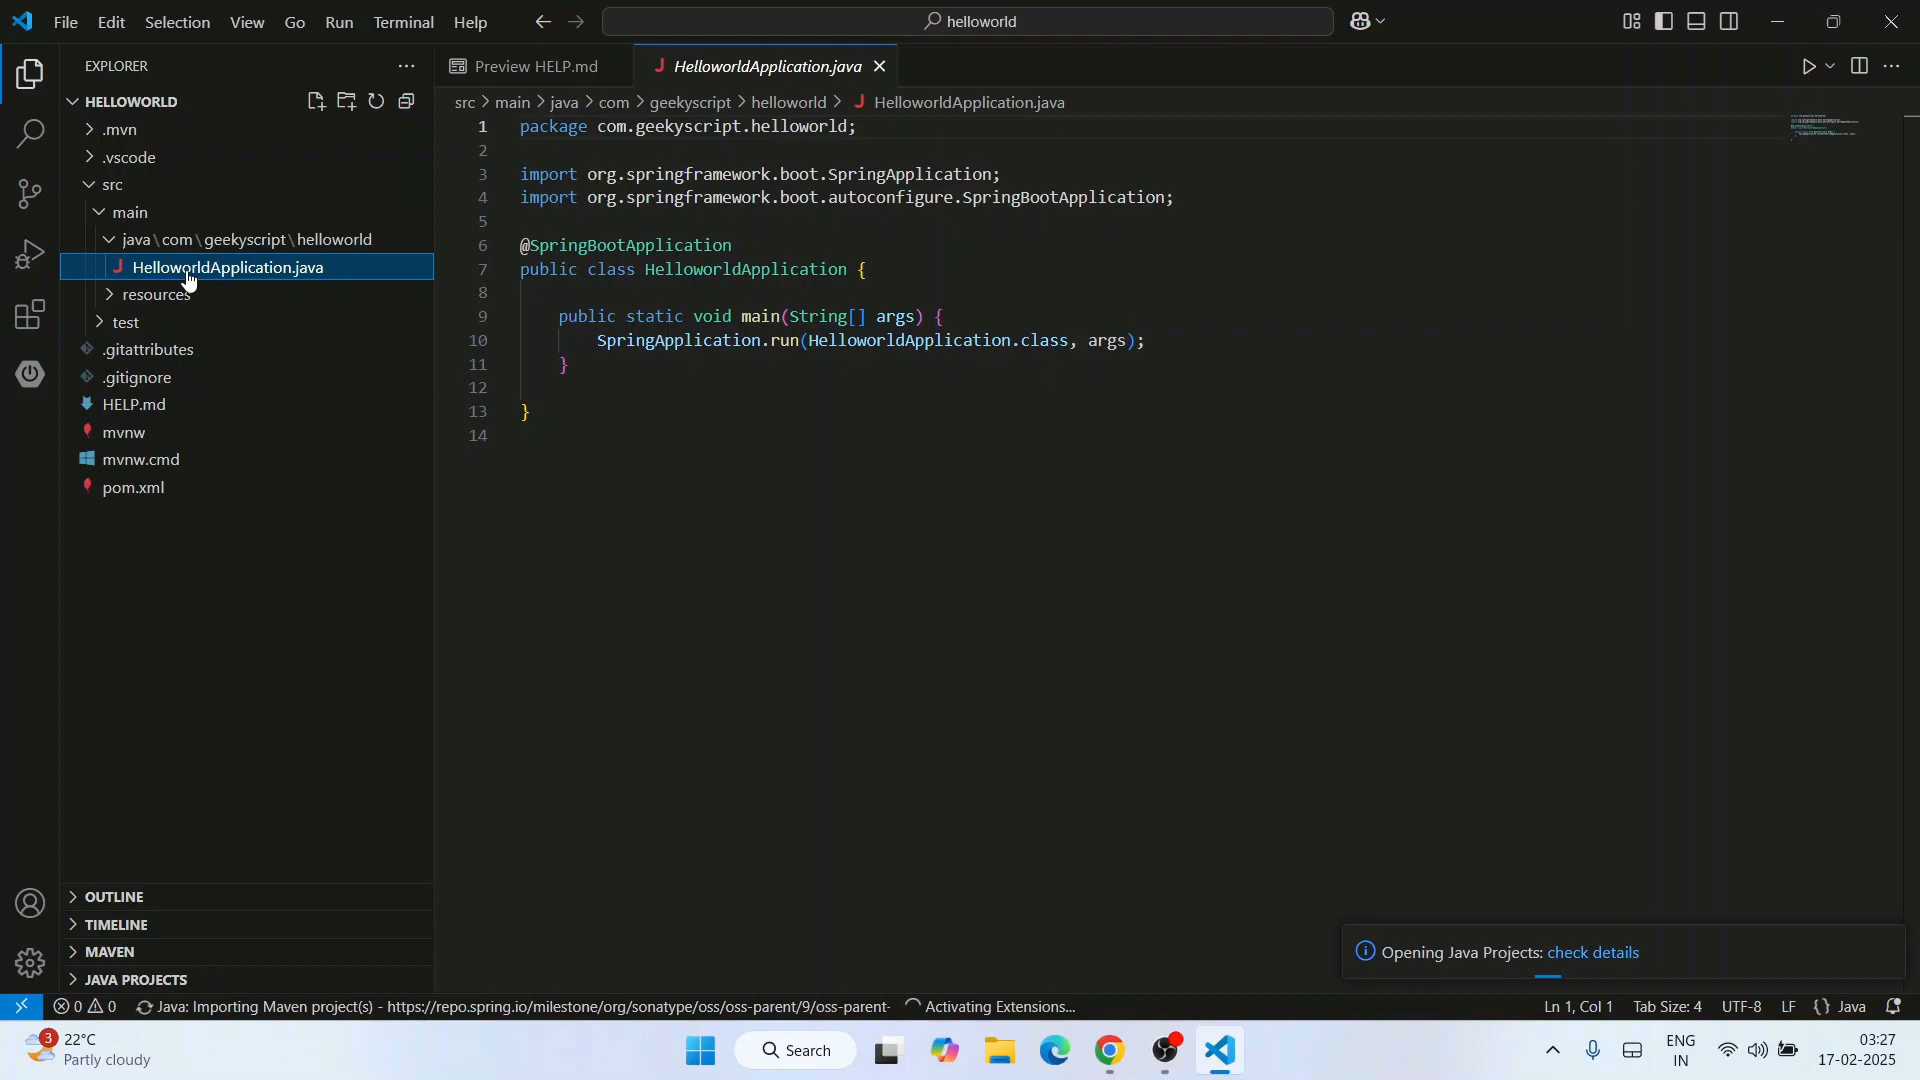 File Edit Selection View Go Run Terminal Help
helloworld
EXPLORER
HELLOWORLD
.mvn
.vscode
src
main
java\com\geekyscript\helloworld
J HelloworldApplication.java
resources
test
.gitattributes
.gitignore
HELP.md
mvnw
mvnw.cmd
pom.xml
OUTLINE
TIMELINE
MAVEN
JAVA PROJECTS
Preview HELP.md
J HelloworldApplication.java
src > main > java > com > geekyscript > helloworld > J HelloworldApplication.java
1 package com.geekyscript.helloworld;
2
3 import org.springframework.boot.SpringApplication;
4 import org.springframework.boot.autoconfigure.SpringBootApplication;
5
6 @SpringBootApplication
7 public class HelloworldApplication {
8
9 public static void main(String[] args) {
10 SpringApplication.run(HelloworldApplication.class, args);
11 }
12
13 }
14
Opening Java Projects: check details
0 0 Java: Importing Maven project(s) - https://repo.spring.io/milestone/org/sonatype/oss/oss-parent/9/oss-parent- Activating Extensions...
Ln 1, Col 1 Tab Size: 4 UTF-8 LF {} Java
3
22°C
Partly cloudy
Search
ENG
IN
03:27
17-02-2025